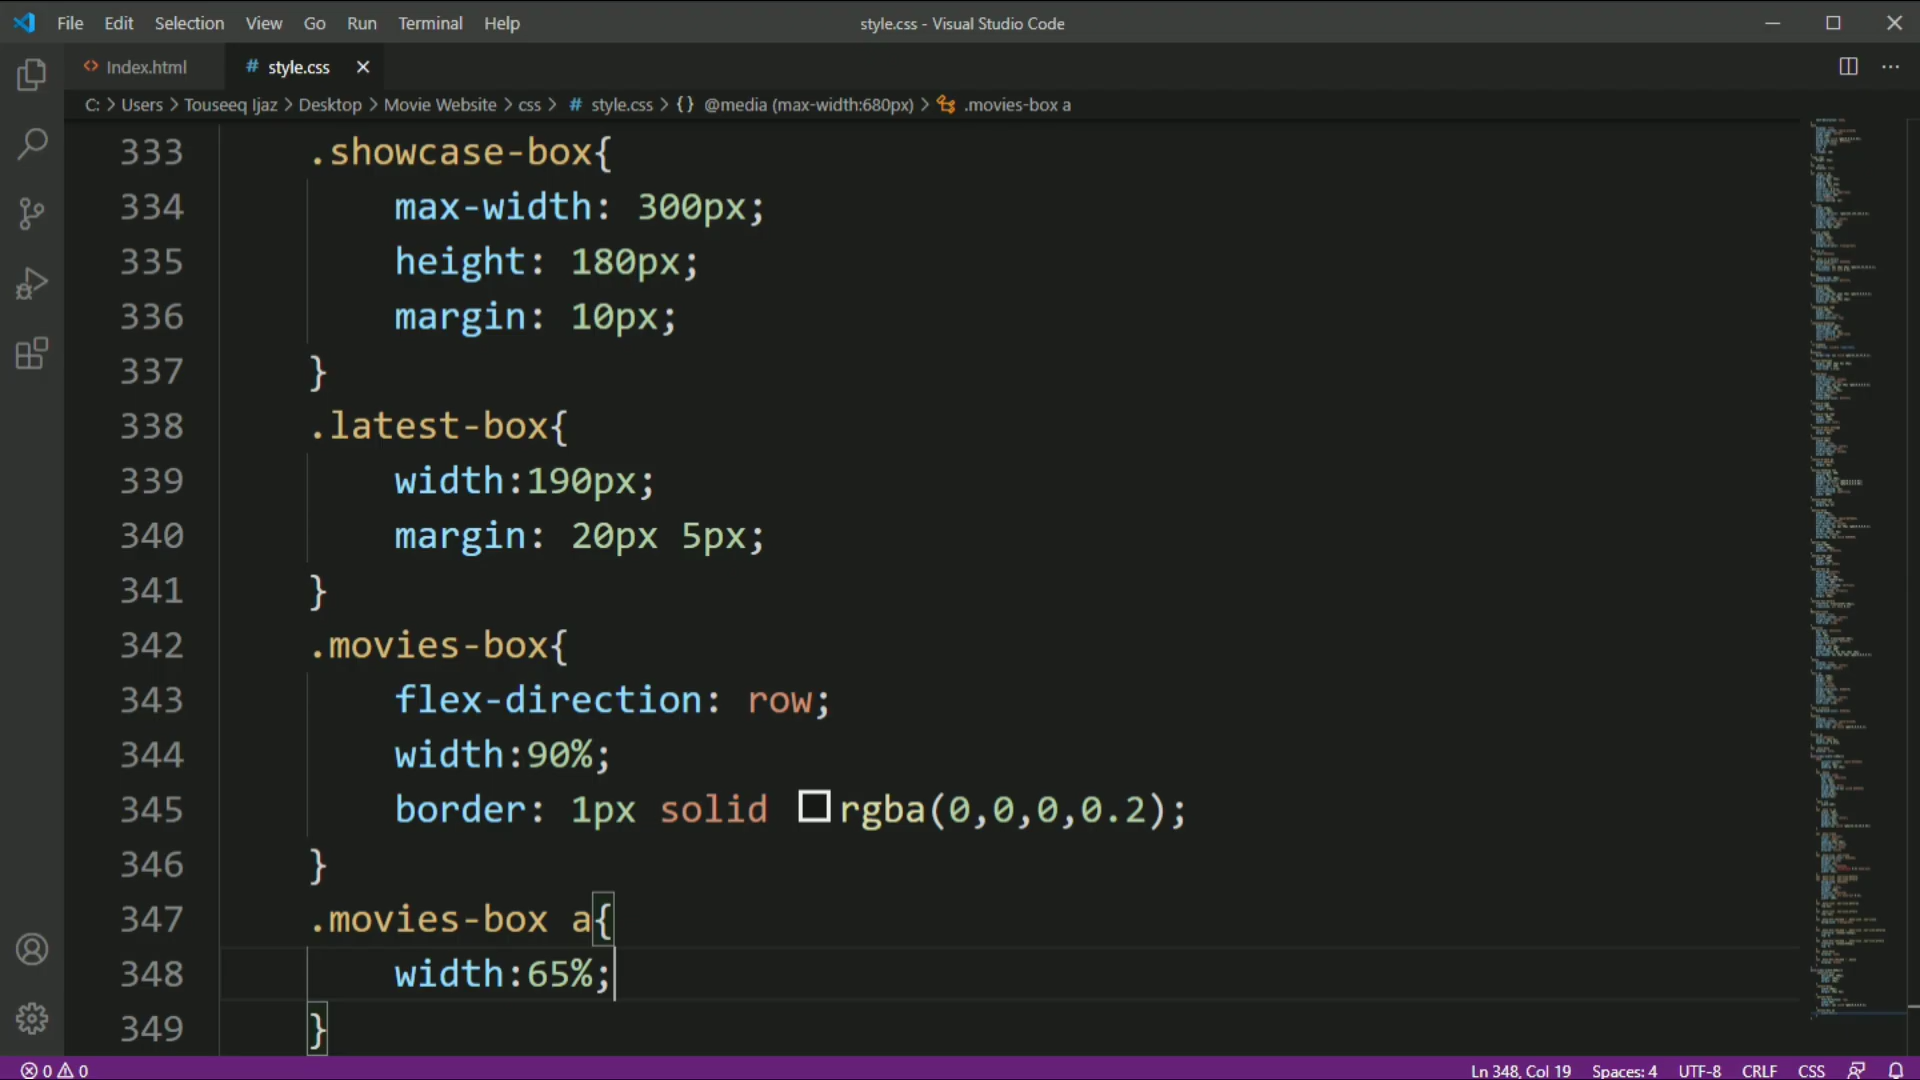 File Edit Selection View Go Run Terminal Help style.css - Visual Studio Code
<> Index.html # style.css
C: > Users > Touseeq Ijaz > Desktop > Movie Website > css > # style.css > {} @media (max-width:680px) > .movies-box a
333 .showcase-box{
334 max-width: 300px;
335 height: 180px;
336 margin: 10px;
337 }
338 .latest-box{
339 width:190px;
340 margin: 20px 5px;
341 }
342 .movies-box{
343 flex-direction: row;
344 width:90%;
345 border: 1px solid rgba(0,0,0,0.2);
346 }
347 .movies-box a{
348 width:65%;
349 }
0 0 Ln 348, Col 19 Spaces: 4 UTF-8 CRLF CSS